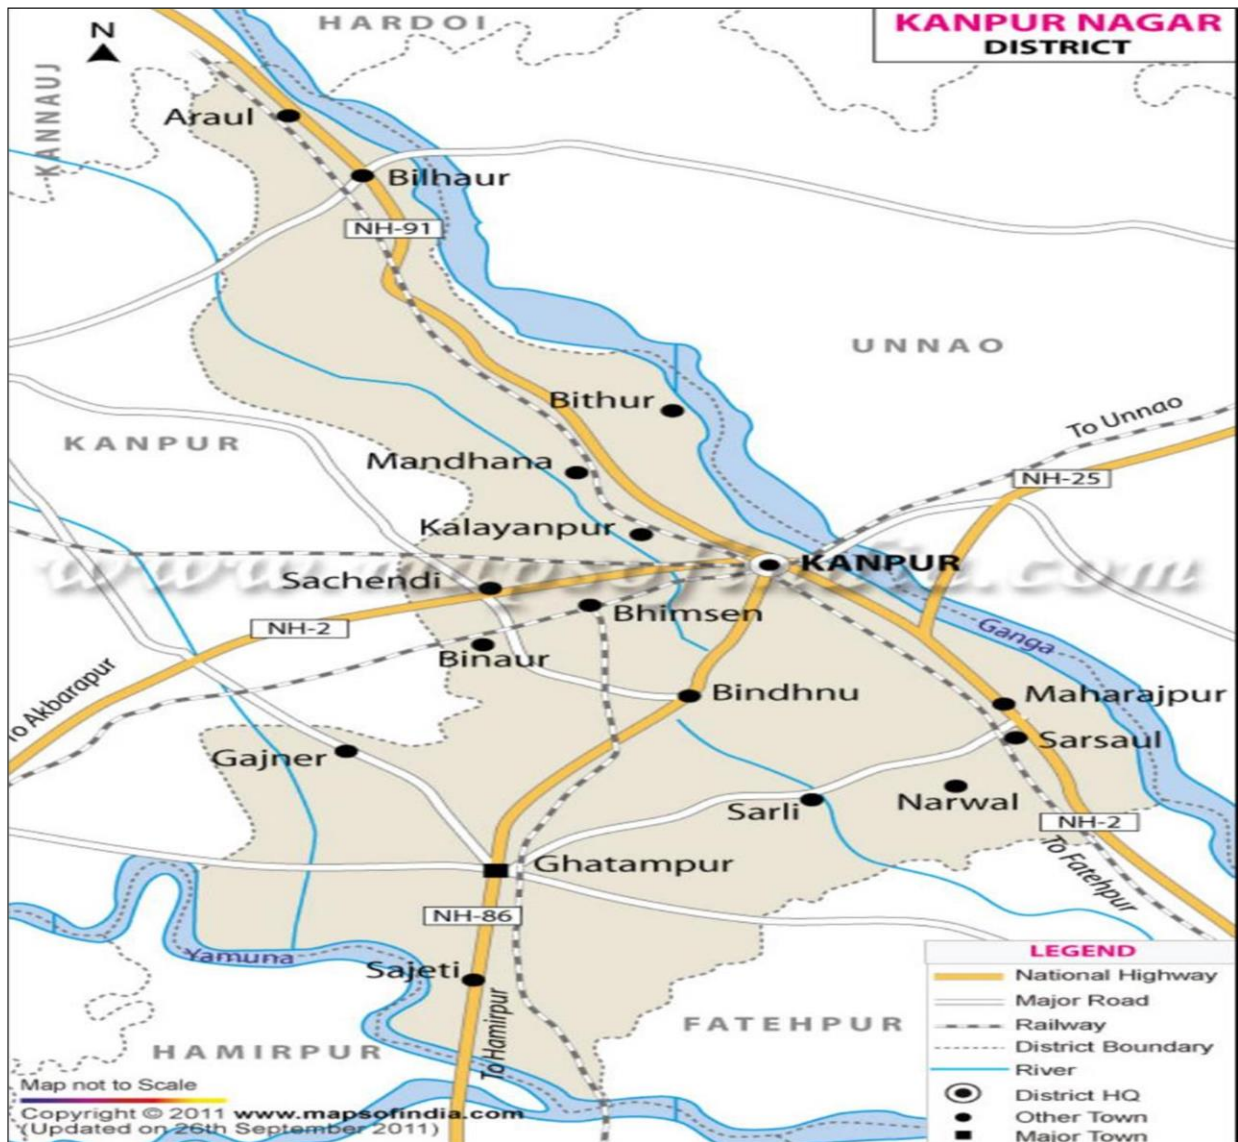 HARDOI
KANPUR NAGAR
DISTRICT
N
KANNAUJ
Araul
Bilhaur
NH-91
UNNAO
Bithur
To Unnao
KANPUR
Mandhana
NH-25
Kalayanpur
KANPUR
www.mapsofindia.com
Sachendi
Bhimsen
NH-2
Ganga
Binaur
To Akbarapur
Bindhnu
Maharajpur
Sarsaul
Gajner
Narwal
Sarli
NH-2
To Fatehpur
Ghatampur
NH-86
Yamuna
Sajeti
To Hamirpur
FATEHPUR
HAMIRPUR
LEGEND
National Highway
Major Road
Railway
District Boundary
River
District HQ
Other Town
Major Town
Map not to Scale
Copyright © 2011 www.mapsofindia.com
(Updated on 26th September 2011)